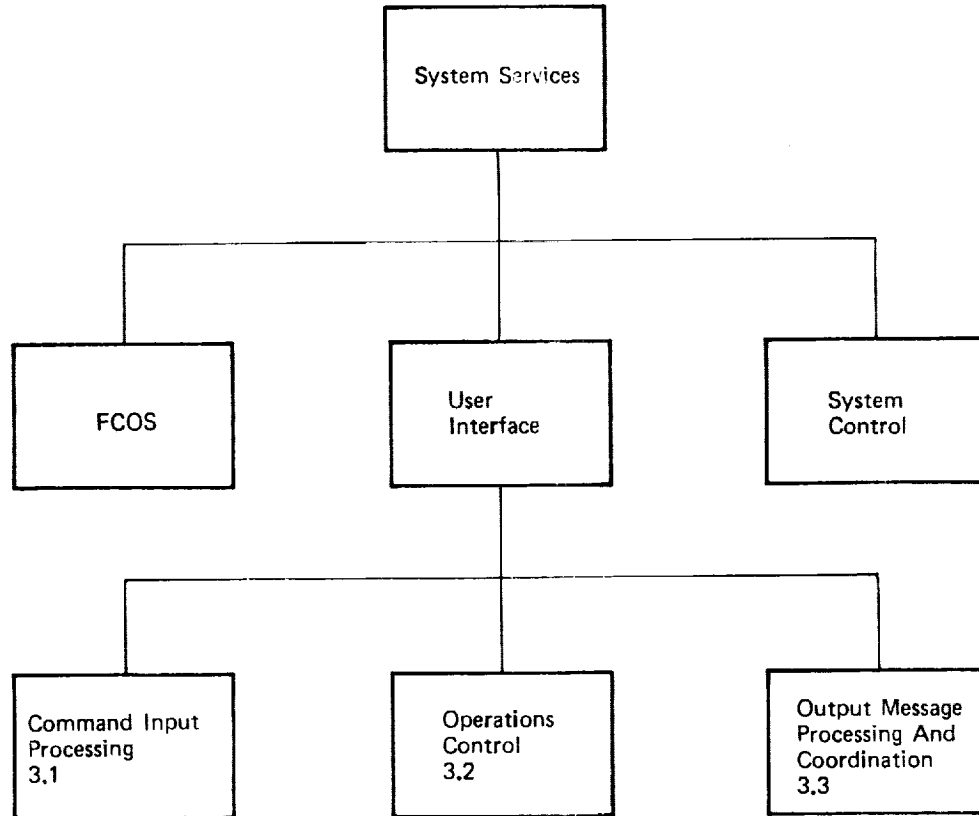 System Services
FCOS
User
Interface
System
Control
Command Input
Processing
3.1
Operations
Control
3.2
Output Message
Processing And
Coordination
3.3